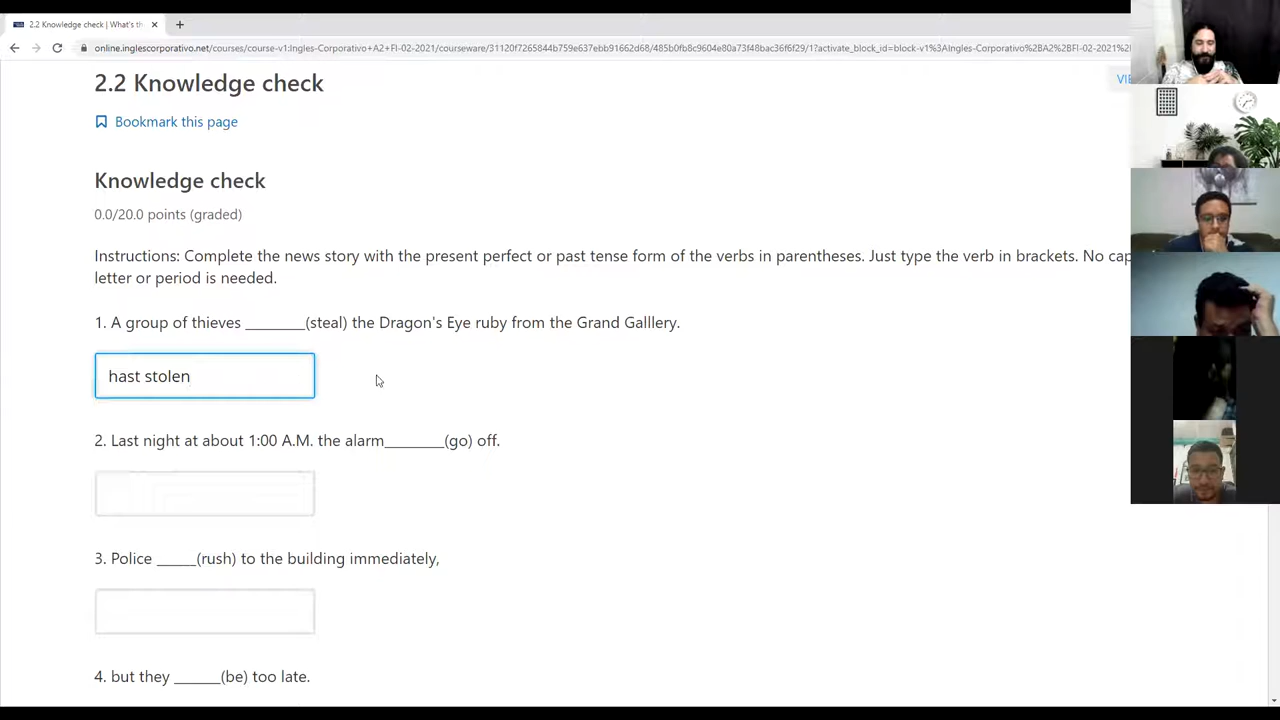 2.2 Knowledge check | What's th
online.inglescorporativo.net/courses/course-v1:Ingles-Corporativo+A2+FI-02-2021/courseware/31120f7265844b759e637ebb91662d68/485b0fb8c9604e80a73f48bac36f6f29/1?activate_block_id=block-v1%3AIngles-Corporativo%2BA2%2BFI-02-2021%
2.2 Knowledge check
VIE
Bookmark this page
Knowledge check
0.0/20.0 points (graded)
Instructions: Complete the news story with the present perfect or past tense form of the verbs in parentheses. Just type the verb in brackets. No cap
letter or period is needed.
1. A group of thieves ________(steal) the Dragon's Eye ruby from the Grand Galllery.
hast stolen
2. Last night at about 1:00 A.M. the alarm________(go) off.
3. Police _____(rush) to the building immediately,
4. but they ______(be) too late.